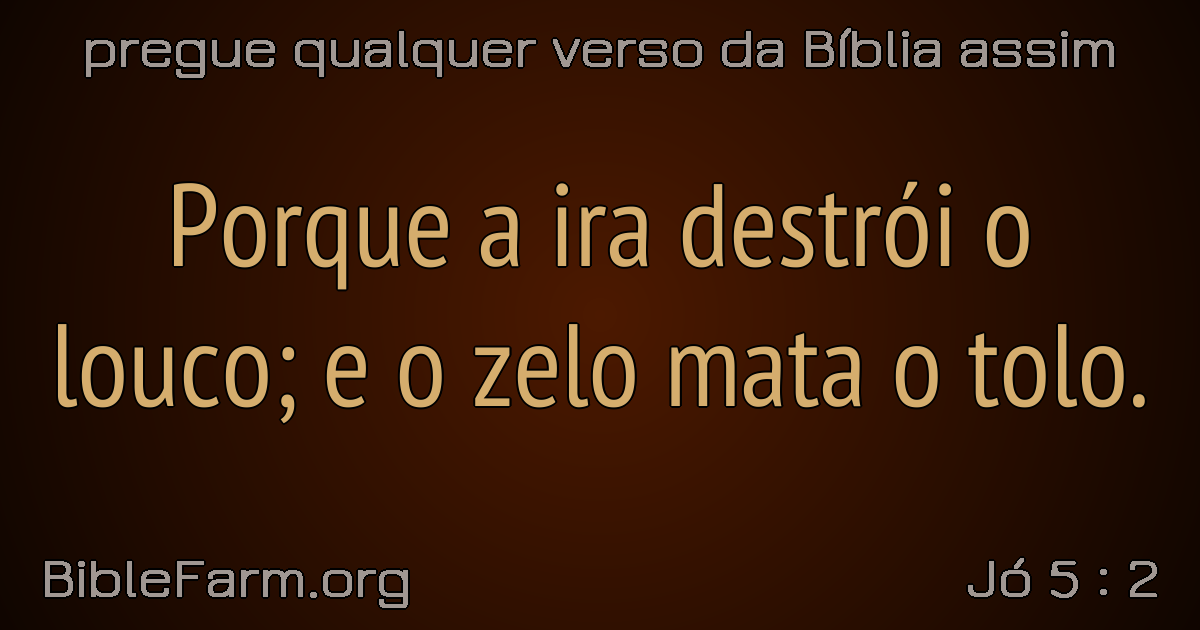 pregue qualquer verso da Bíblia assim
Porque a ira destrói o
louco; e o zelo mata o tolo.
BibleFarm.org
Jó 5 : 2